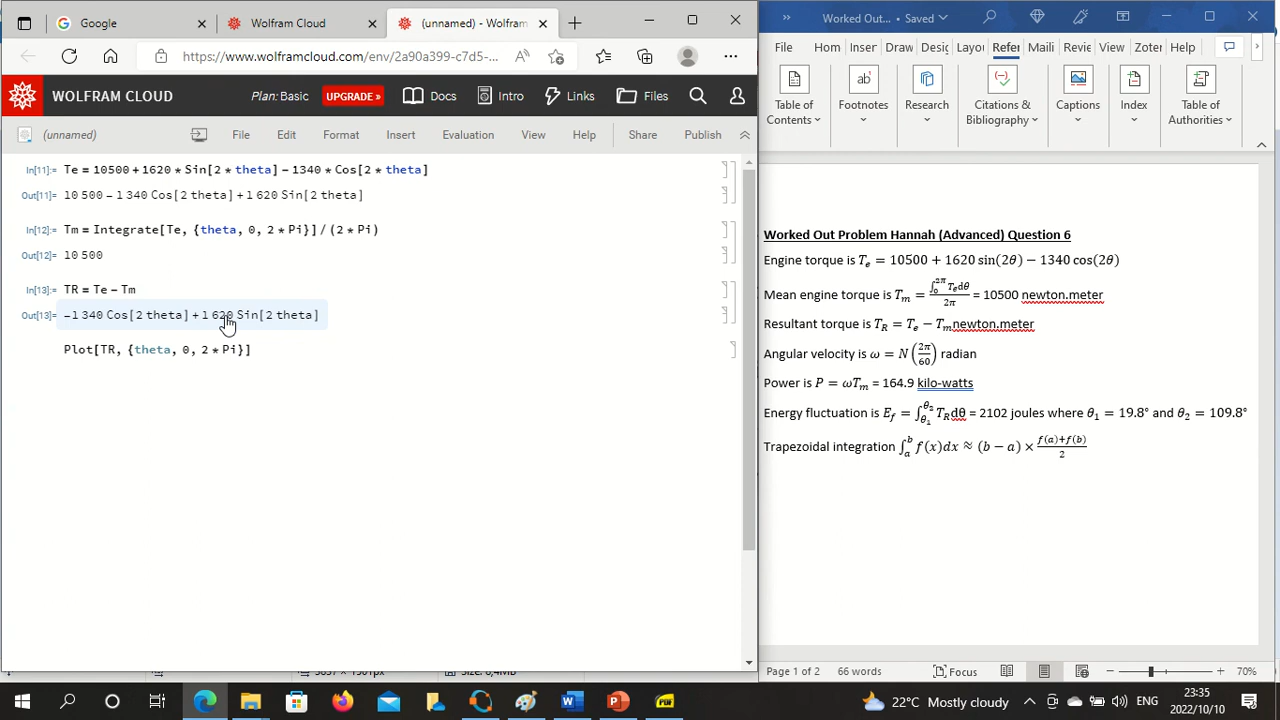 Google
Wolfram Cloud
(unnamed) - Wolfram
https://www.wolframcloud.com/env/2a90a399-c7d5-...
WOLFRAM CLOUD
Plan: Basic
UPGRADE »
Docs
Intro
Links
Files
(unnamed)
File Edit Format Insert Evaluation View Help Share Publish
In[11]:= Te = 10500+1620*Sin[2*theta]-1340*Cos[2*theta]
Out[11]= 10 500 - 1 340 Cos[2 theta] + 1 620 Sin[2 theta]
In[12]:= Tm = Integrate[Te, {theta, 0, 2*Pi}]/(2*Pi)
Out[12]= 10 500
In[13]:= TR = Te - Tm
Out[13]= -1 340 Cos[2 theta] + 1 620 Sin[2 theta]
Plot[TR, {theta, 0, 2*Pi}]
Worked Out... • Saved
File Hom Inser Draw Desig Layou Refer Maili Revie View Zoter Help
Table of Contents
Footnotes
Research
Citations & Bibliography
Captions
Index
Table of Authorities
Worked Out Problem Hannah (Advanced) Question 6
Engine torque is Tₑ = 10500 + 1620 sin(2θ) − 1340 cos(2θ)
Mean engine torque is Tₘ = ∫₀^2π Tₑdθ / 2π = 10500 newton.meter
Resultant torque is T_R = Tₑ − Tₘnewton.meter
Angular velocity is ω = N(2π/60) radian
Power is P = ωTₘ = 164.9 kilo-watts
Energy fluctuation is E_f = ∫_θ₁^θ₂ T_Rdθ = 2102 joules where θ₁ = 19.8° and θ₂ = 109.8°
Trapezoidal integration ∫ₐᵇ f(x)dx ≈ (b − a) × f(a)+f(b) / 2
Page 1 of 2 66 words Focus 70%
22°C Mostly cloudy
ENG
23:35
2022/10/10